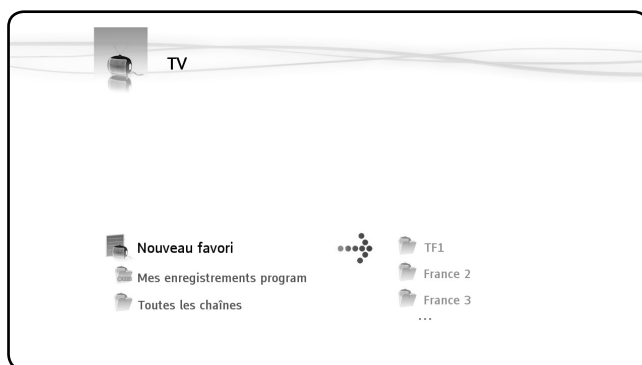 TV
Nouveau favori
Mes enregistrements program
Toutes les chaînes
TF1
France 2
France 3
...